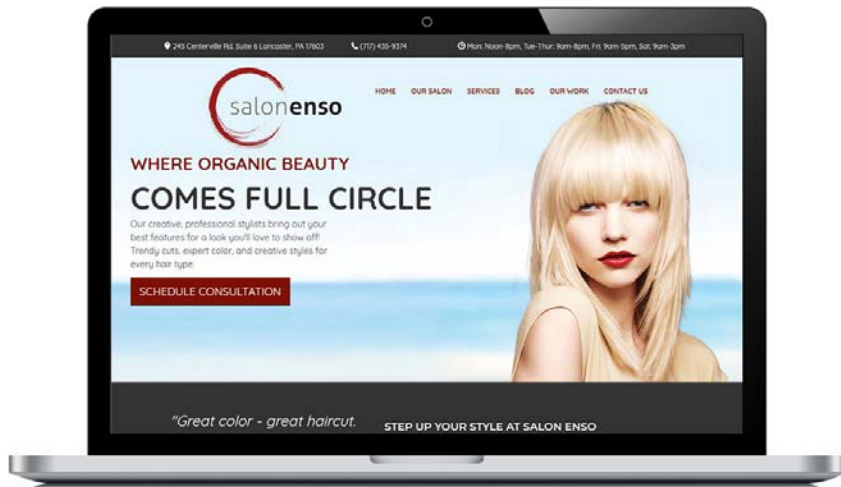 245 Centerville Rd. Suite 6 Lancaster, PA 17603 (717) 435-9374 Mon: Noon-8pm, Tue-Thur: 9am-8pm, Fri: 9am-5pm, Sat: 9am-3pm
salonenso
HOME OUR SALON SERVICES BLOG OUR WORK CONTACT US
WHERE ORGANIC BEAUTY
COMES FULL CIRCLE
Our creative, professional stylists bring out your
best features for a look you'll love to show off!
Trendy cuts, expert color, and creative styles for
every hair type.
SCHEDULE CONSULTATION
"Great color - great haircut.
STEP UP YOUR STYLE AT SALON ENSO